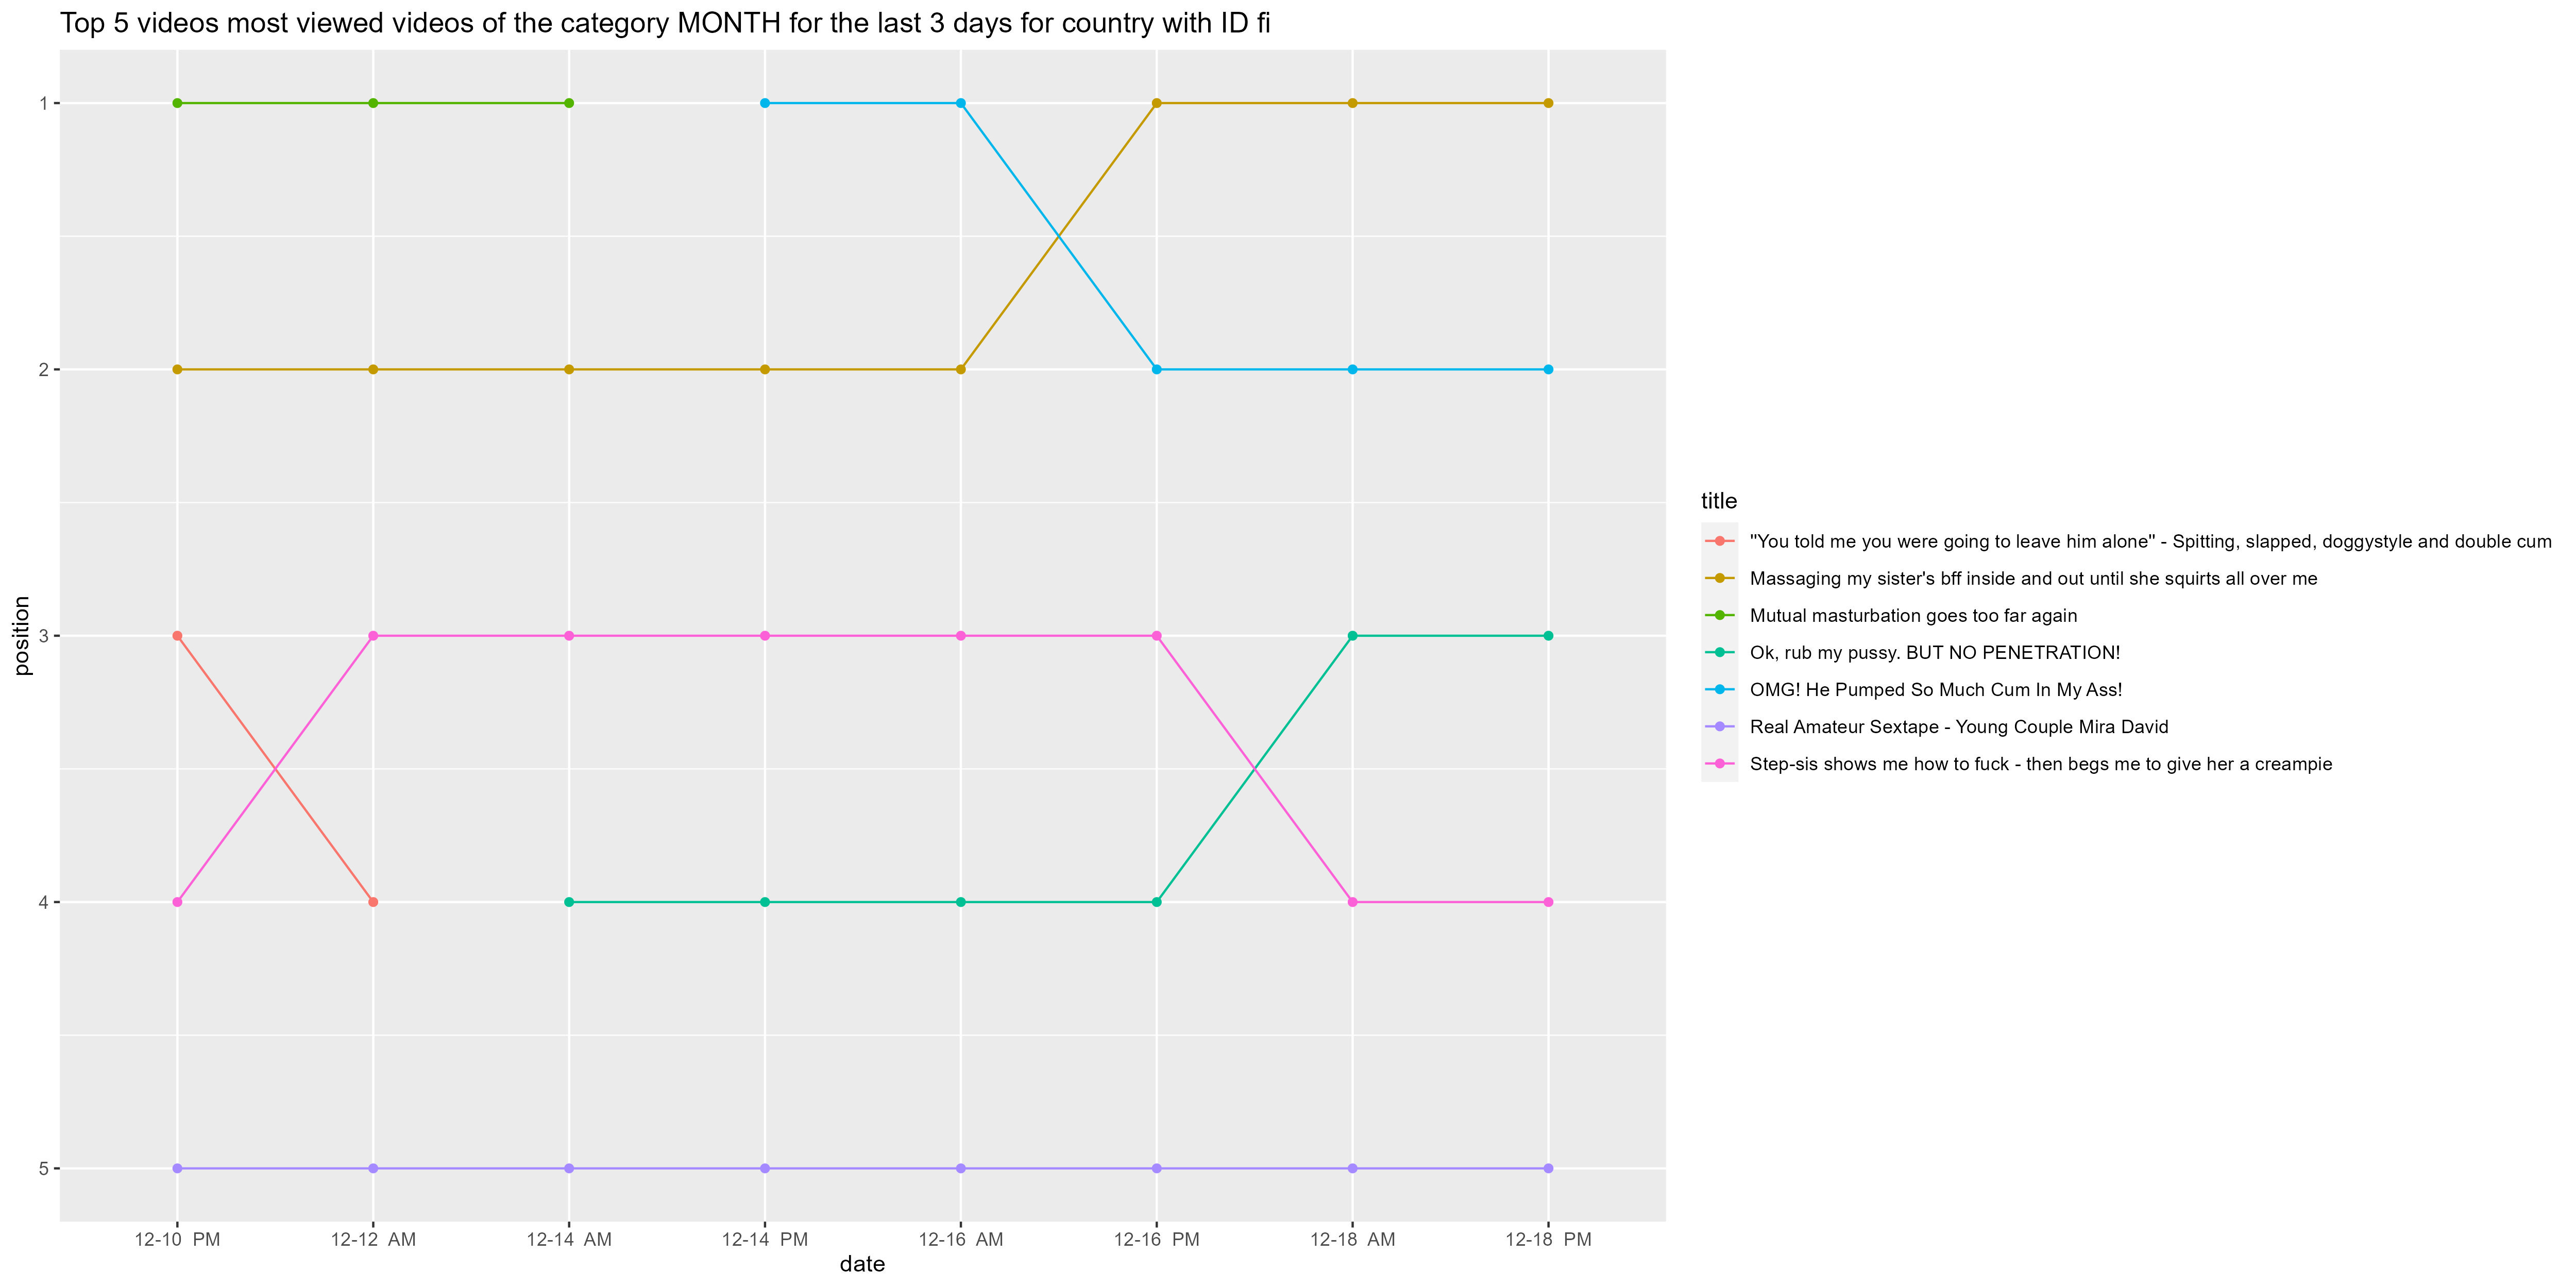 Top 5 videos most viewed videos of the category MONTH for the last 3 days for country with ID fi
1
2
3
4
5
position
12-10 PM
12-12 AM
12-14 AM
12-14 PM
12-16 AM
12-16 PM
12-18 AM
12-18 PM
date
title
"You told me you were going to leave him alone" - Spitting, slapped, doggystyle and double cum
Massaging my sister's bff inside and out until she squirts all over me
Mutual masturbation goes too far again
Ok, rub my pussy. BUT NO PENETRATION!
OMG! He Pumped So Much Cum In My Ass!
Real Amateur Sextape - Young Couple Mira David
Step-sis shows me how to fuck - then begs me to give her a creampie